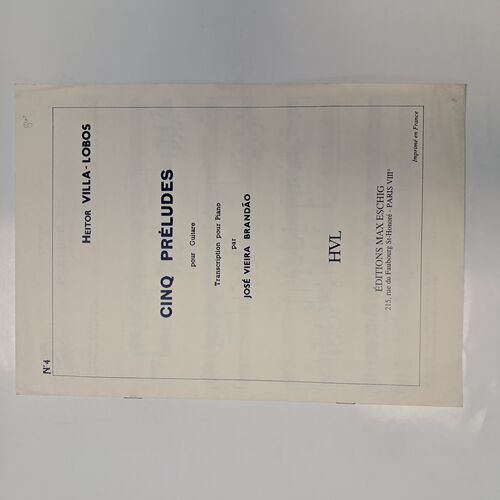 N° 4
HEITOR VILLA-LOBOS
CINQ PRÉLUDES
pour Guitare
Transcription pour Piano
par
JOSÉ VIEIRA BRANDÃO
HVL
ÉDITIONS MAX ESCHIG
215, rue du Faubourg St-Honoré - PARIS VIIIe
Imprimé en France